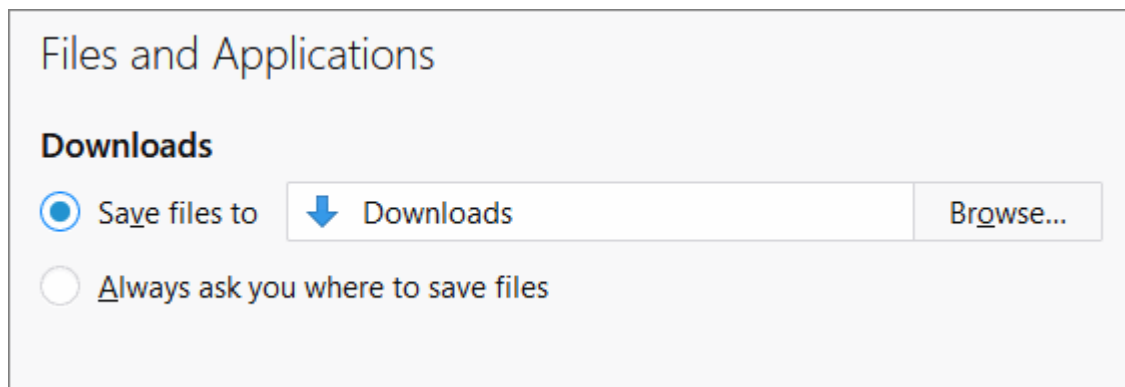 Files and Applications
Downloads
Save files to Downloads Browse...
Always ask you where to save files